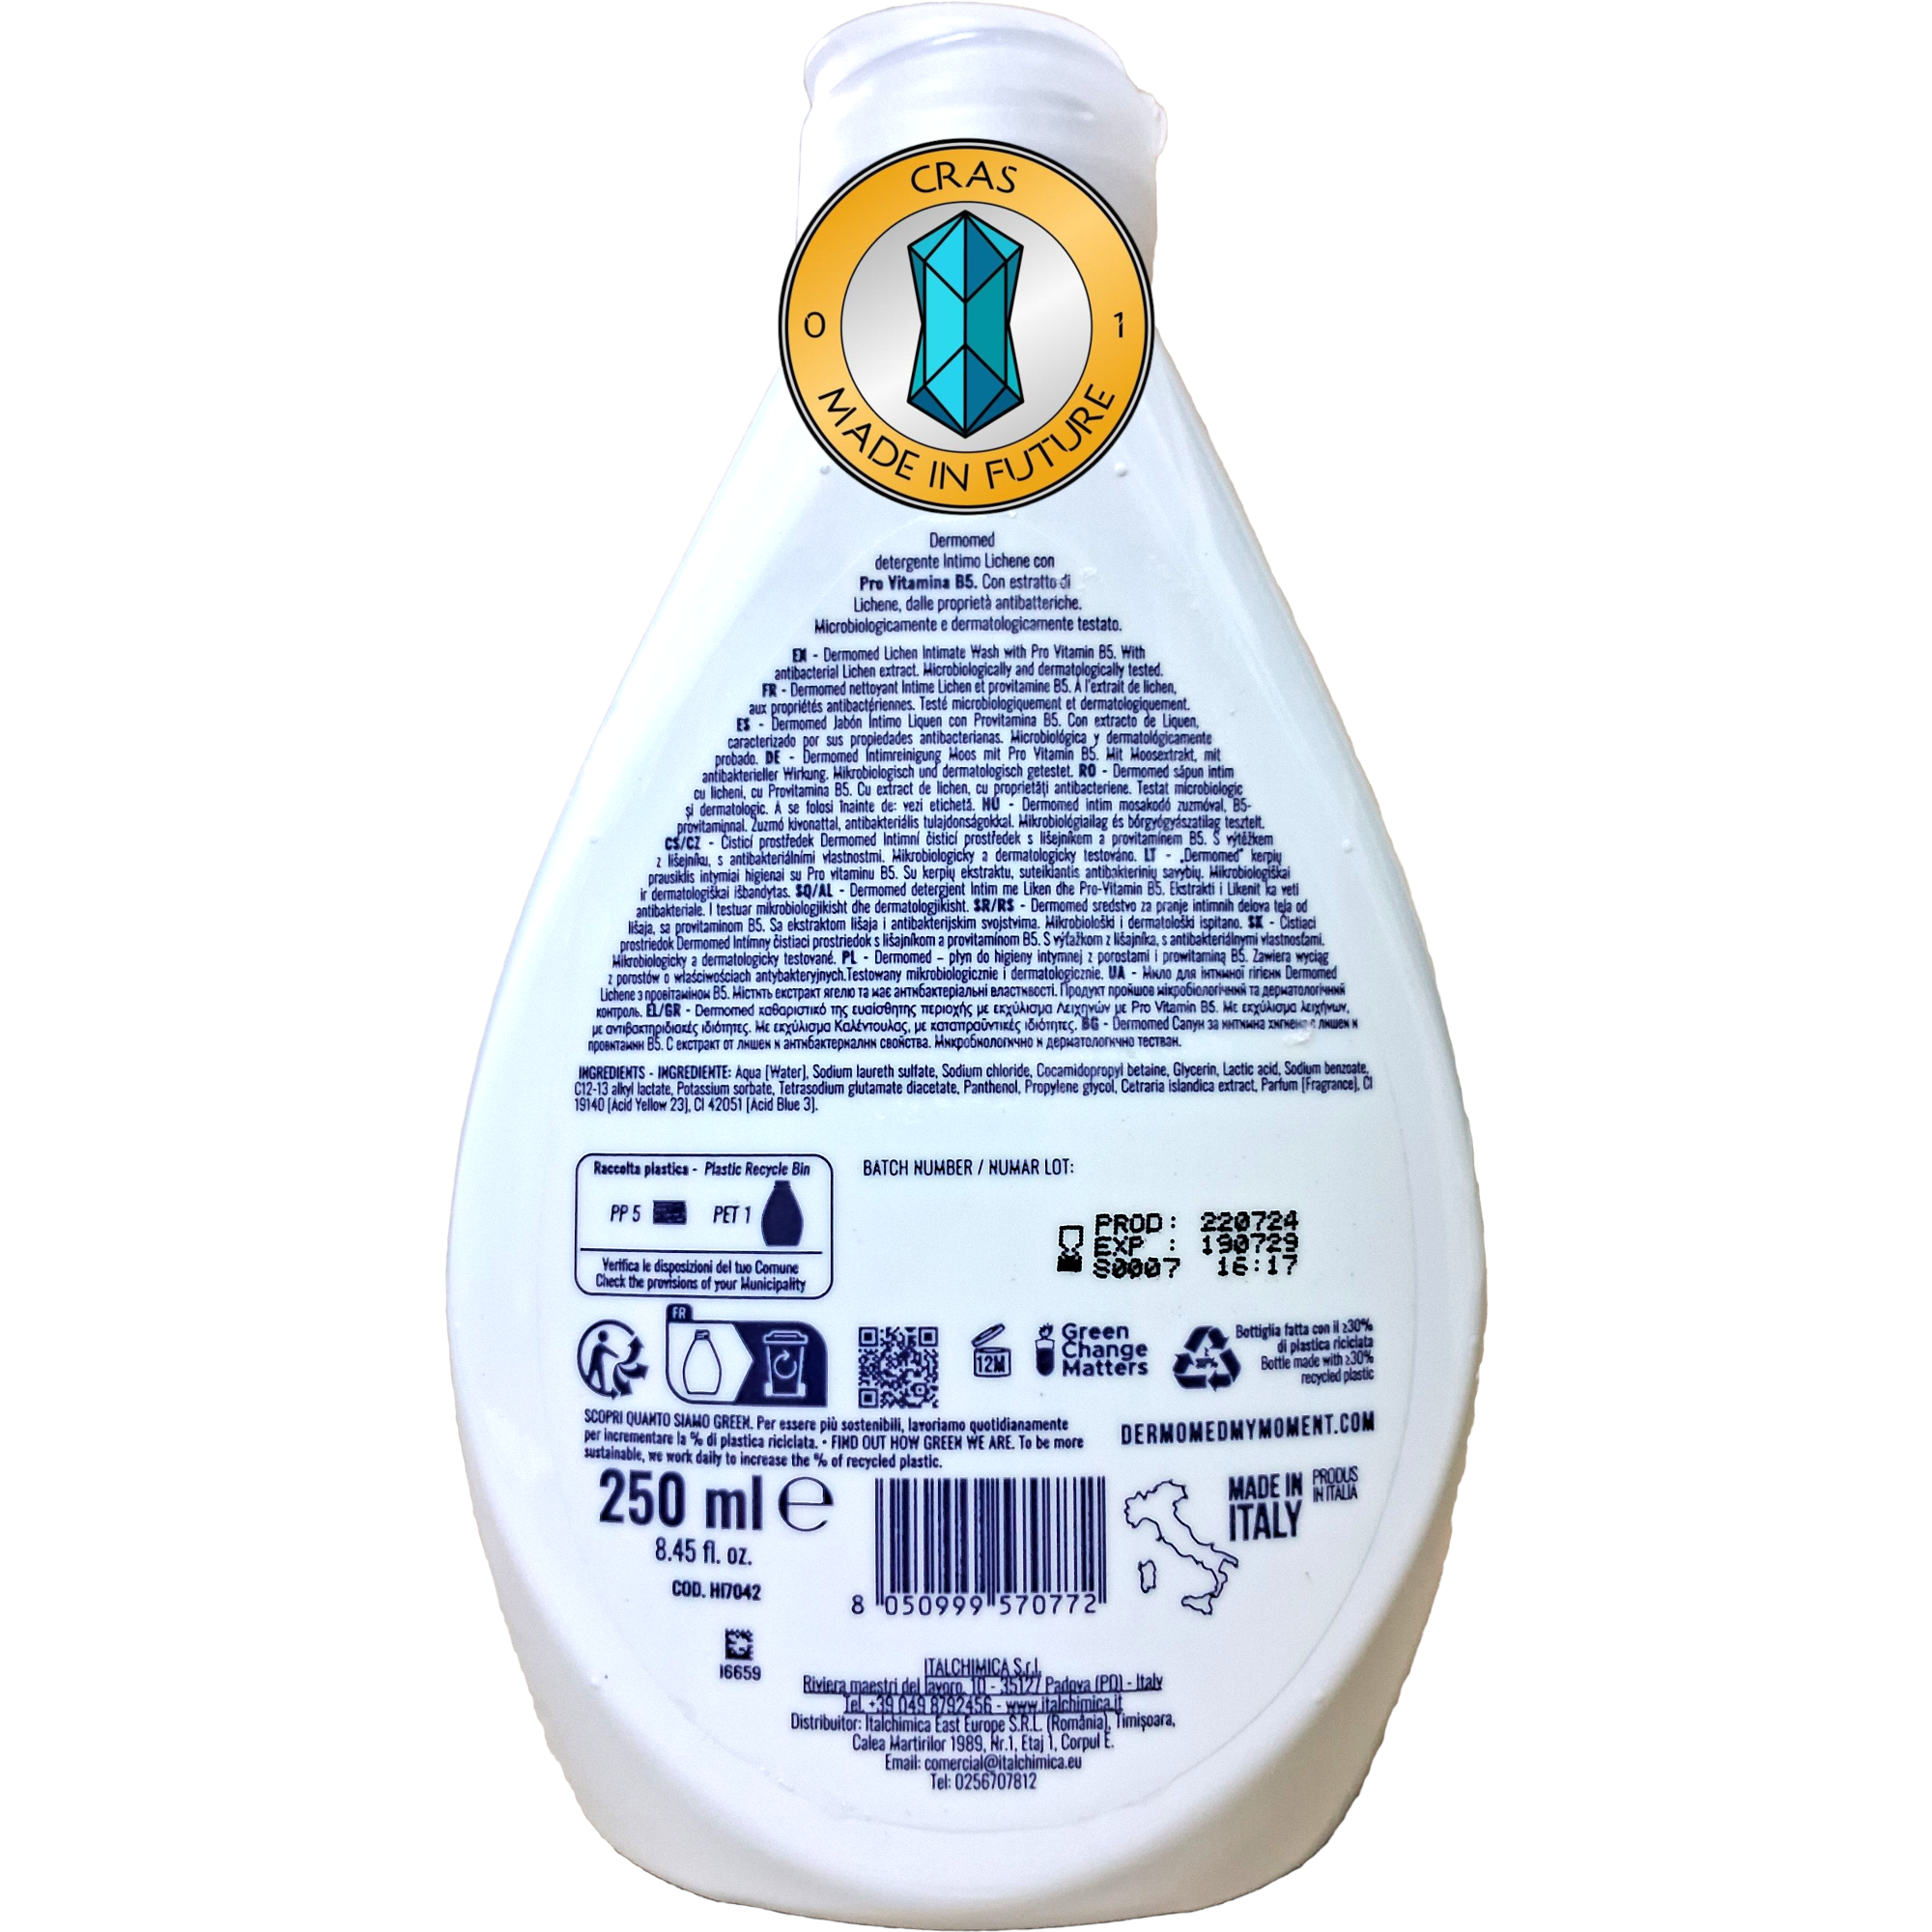 CRAS
0 1
MADE IN FUTURE
Dermomed
detergente Intimo Lichene con
Pro Vitamina B5. Con estratto di
Lichene, dalle proprietà antibatteriche.
Microbiologicamente e dermatologicamente testato.
EN - Dermomed Lichen Intimate Wash with Pro Vitamin B5. With
antibacterial Lichen extract. Microbiologically and dermatologically tested.
FR - Dermomed nettoyant Intime Lichen et provitamine B5. À l'extrait de lichen,
aux propriétés antibactériennes. Testé microbiologiquement et dermatologiquement.
ES - Dermomed Jabón Íntimo Liquen con Provitamina B5. Con extracto de Liquen,
caracterizado por sus propiedades antibacterianas. Microbiológica y dermatológicamente
probado. DE - Dermomed Intimreinigung Moos mit Pro Vitamin B5. Mit Moosextrakt, mit
antibakterieller Wirkung. Mikrobiologisch und dermatologisch getestet. RO - Dermomed săpun intim
cu licheni, cu Provitamina B5. Cu extract de lichen, cu proprietăți antibacteriene. Testat microbiologic
și dermatologic. A se folosi înainte de: vezi etichetă. HU - Dermomed intim mosakodó zuzmóval, B5-
provitaminnal. Zuzmó kivonattal, antibakteriális tulajdonságokkal. Mikrobiológiailag és bőrgyógyászatilag tesztelt.
CS/CZ - Čisticí prostředek Dermomed Intimní čisticí prostředek s lišejníkem a provitamínem B5. S výtěžkem
z lišejníku, s antibakteriálními vlastnostmi. Mikrobiologicky a dermatologicky testováno. LT - „Dermomed" kerpių
prausiklis intymiai higienai su Pro vitaminu B5. Su kerpių ekstraktu, suteikiantis antibakterinių savybių. Mikrobiologiškai
ir dermatologiškai išbandytas. SQ/AL - Dermomed detergjent Intim me Liken dhe Pro-Vitamin B5. Ekstrakti i Likenit ka veti
antibakteriale. I testuar mikrobiologjikisht dhe dermatologjikisht. SR/RS - Dermomed sredstvo za pranje intimnih delova tela od
lišaja, sa provitaminom B5. Sa ekstraktom lišaja i antibakterijskim svojstvima. Mikrobiološki i dermatološki ispitano. SK - Čistiaci
prostriedok Dermomed Intímny čistiaci prostriedok s lišajníkom a provitamínom B5. S výťažkom z lišajníka, s antibakteriálnymi vlastnosťami.
Mikrobiologicky a dermatologicky testované. PL - Dermomed – płyn do higieny intymnej z porostami i prowitaminą B5. Zawiera wyciąg
z porostów o właściwościach antybakteryjnych. Testowany mikrobiologicznie i dermatologicznie. UA - Мило для інтимної гігієни Dermomed
Lichene з провітаміном B5. Містить екстракт ягелю та має антибактеріальні властивості. Продукт пройшов мікробіологічний та дерматологічний
контроль. EL/GR - Dermomed καθαριστικό της ευαίσθητης περιοχής με εκχύλισμα Λειχηνών με Pro Vitamin B5. Με εκχύλισμα λειχήνων,
με αντιβακτηριδιακές ιδιότητες. Με εκχύλισμα Καλέντουλας, με καταπραϋντικές ιδιότητες. BG - Dermomed Сапун за интимна хигиена с лишеи и
провитамин B5. С екстракт от лишеи и антибактериални свойства. Микробиологично и дерматологично тестван.
INGREDIENTS - INGREDIENTE: Aqua (Water), Sodium laureth sulfate, Sodium chloride, Cocamidopropyl betaine, Glycerin, Lactic acid, Sodium benzoate,
C12-13 alkyl lactate, Potassium sorbate, Tetrasodium glutamate diacetate, Panthenol, Propylene glycol, Cetraria islandica extract, Parfum (Fragrance), CI
19140 (Acid Yellow 23), CI 42051 (Acid Blue 3).
Raccolta plastica - Plastic Recycle Bin
PP 5 PET 1
Verifica le disposizioni del tuo Comune
Check the provisions of your Municipality
BATCH NUMBER / NUMAR LOT:
PROD: 220724
EXP : 190729
S0007 16:17
FR
12M
Green
Change
Matters
Bottiglia fatta con il ≥30%
di plastica riciclata
Bottle made with ≥30%
recycled plastic
SCOPRI QUANTO SIAMO GREEN. Per essere più sostenibili, lavoriamo quotidianamente
per incrementare la % di plastica riciclata. - FIND OUT HOW GREEN WE ARE. To be more
sustainable, we work daily to increase the % of recycled plastic.
DERMOMEDMYMOMENT.COM
250 ml e
8.45 fl. oz.
COD. HI7042
16659
8 050999 570772
MADE IN
ITALY
PRODUS
IN ITALIA
ITALCHIMICA S.r.l.
Riviera maestri del lavoro, 10 - 35127 Padova (PD) - Italy
Tel. +39 049 8792456 - www.italchimica.it
Distribuitor: Italchimica East Europe S.R.L. (România), Timișoara,
Calea Martirilor 1989, Nr.1, Etaj 1, Corpul E.
Email: comercial@italchimica.eu
Tel: 0256707812